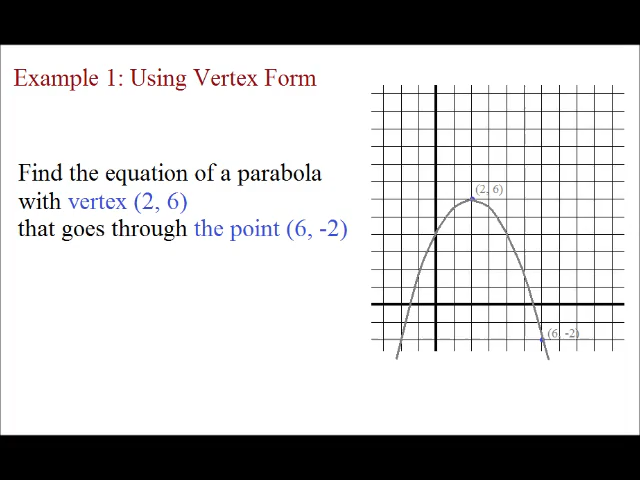 Example 1: Using Vertex Form
Find the equation of a parabola
with vertex (2, 6)
that goes through the point (6, -2)
(2, 6)
(6, -2)